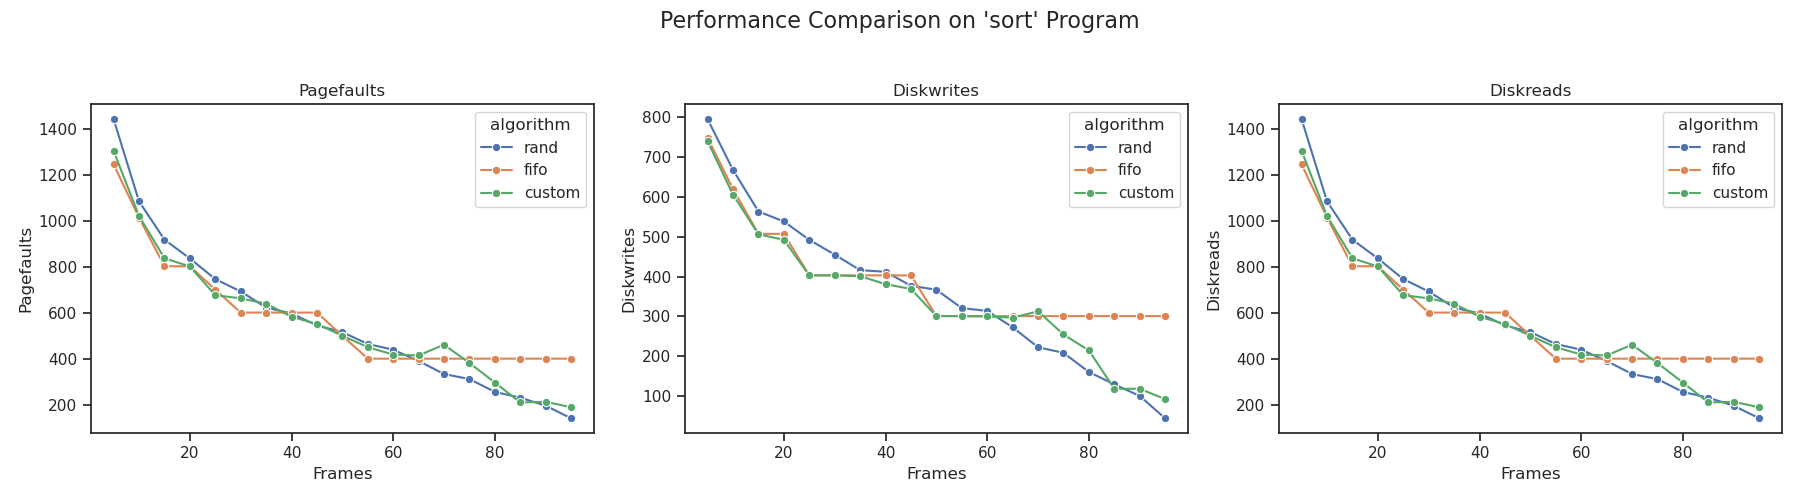 Performance Comparison on 'sort' Program
Pagefaults
Pagefaults
1400
1200
1000
800
600
400
200
20 40 60 80
Frames
algorithm
rand
fifo
custom
Diskwrites
Diskwrites
800
700
600
500
400
300
200
100
20 40 60 80
Frames
algorithm
rand
fifo
custom
Diskreads
Diskreads
1400
1200
1000
800
600
400
200
20 40 60 80
Frames
algorithm
rand
fifo
custom